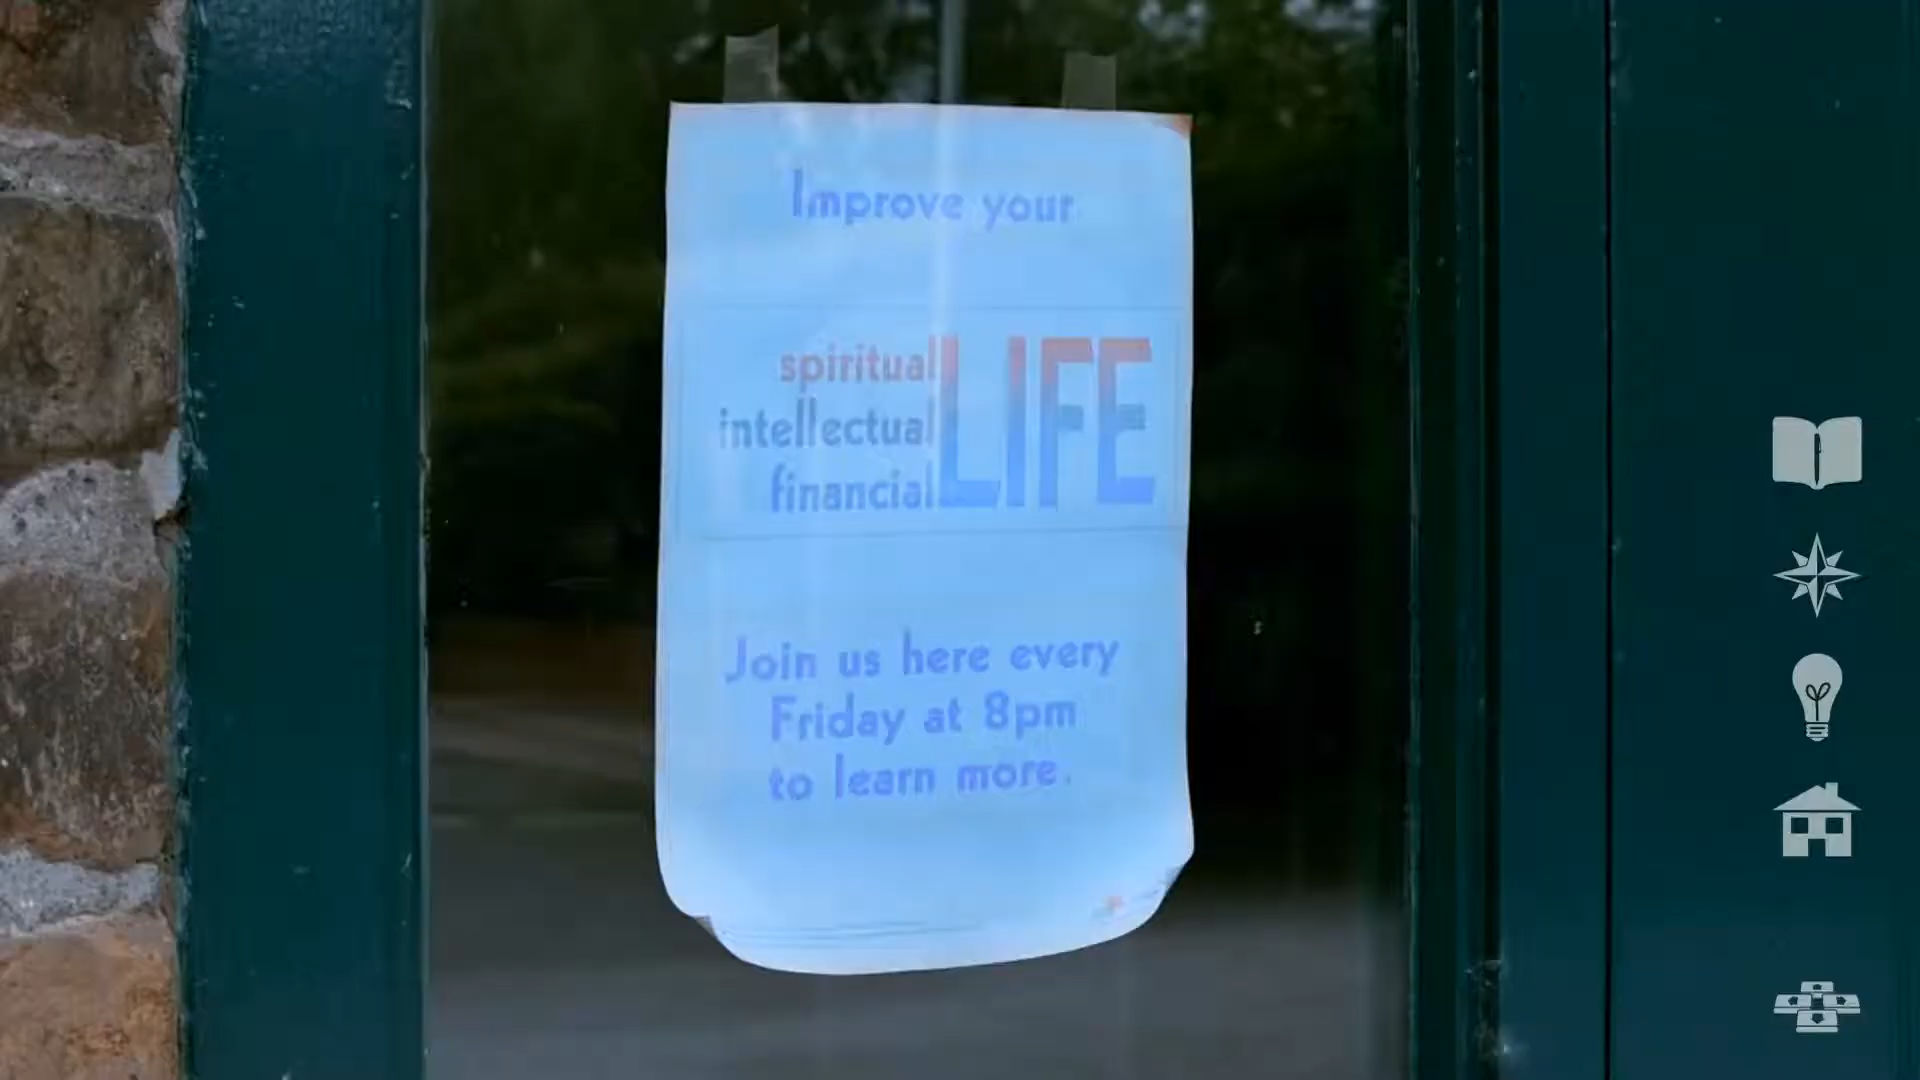 Improve your
spiritual
intellectual
financial
LIFE
Join us here every
Friday at 8pm
to learn more.